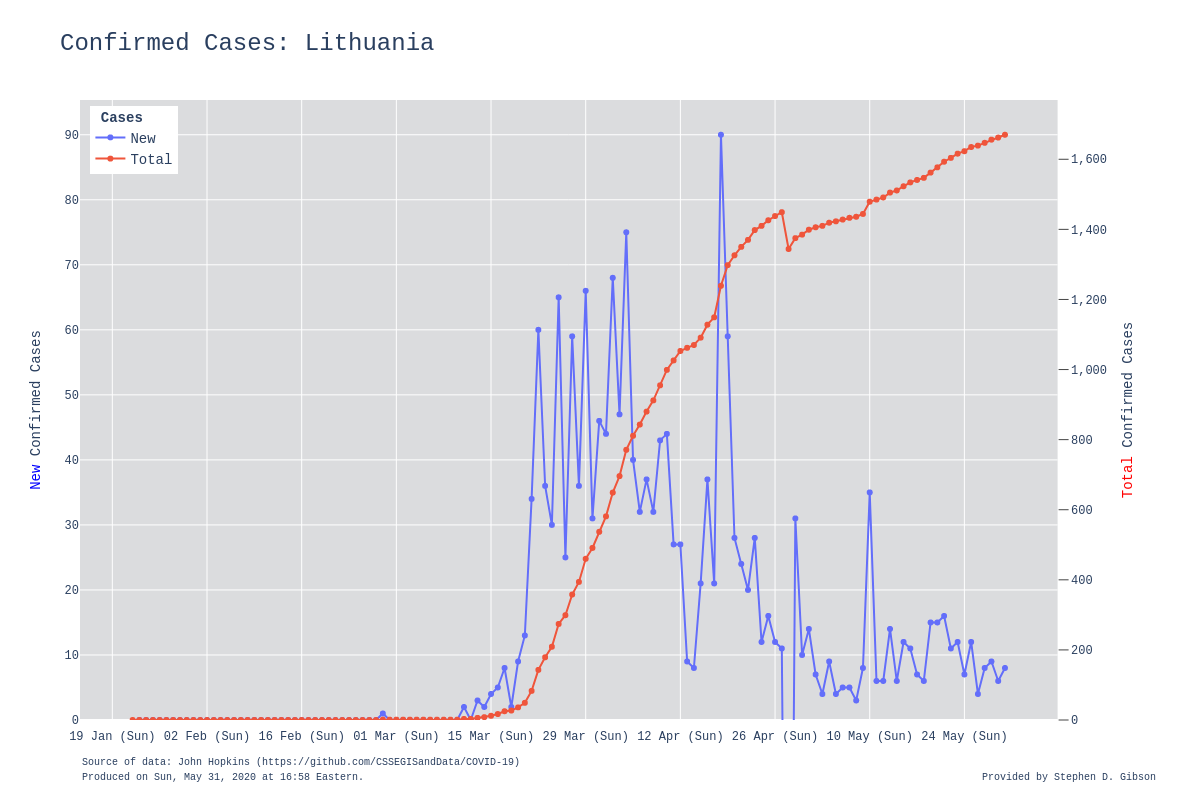 Confirmed Cases: Lithuania
Cases
New
Total
90
80
70
60
50
40
30
20
10
0
New Confirmed Cases
1,600
1,400
1,200
1,000
800
600
400
200
0
Total Confirmed Cases
19 Jan (Sun) 02 Feb (Sun) 16 Feb (Sun) 01 Mar (Sun) 15 Mar (Sun) 29 Mar (Sun) 12 Apr (Sun) 26 Apr (Sun) 10 May (Sun) 24 May (Sun)
Source of data: John Hopkins (https://github.com/CSSEGISandData/COVID-19)
Produced on Sun, May 31, 2020 at 16:58 Eastern.
Provided by Stephen D. Gibson